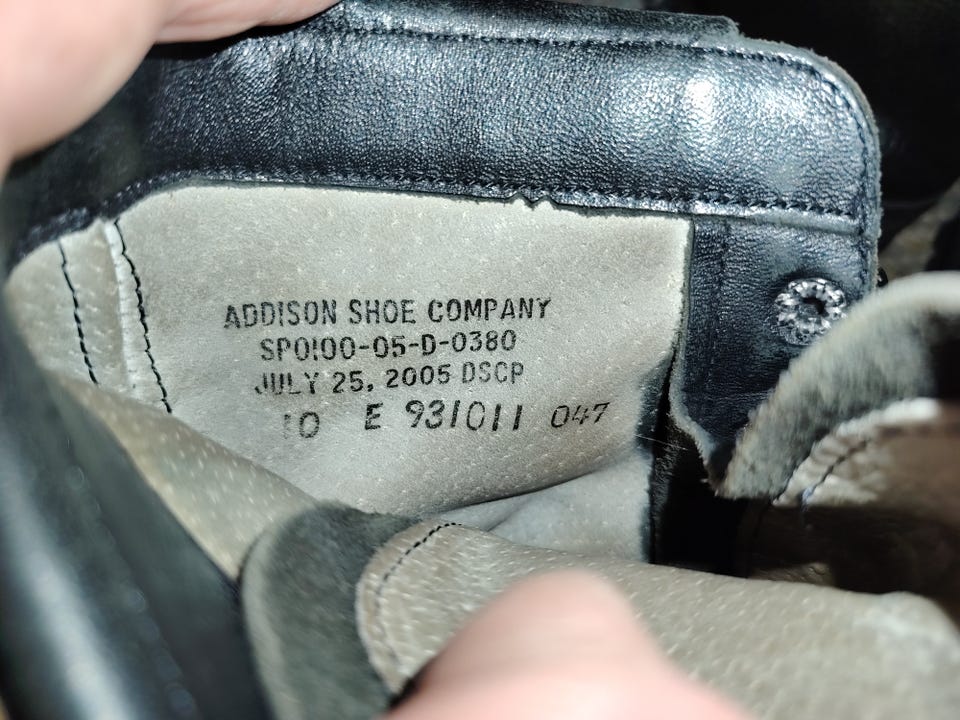 ADDISON SHOE COMPANY
SP0100-05-D-0380
JULY 25, 2005 DSCP
10 E 931011 047